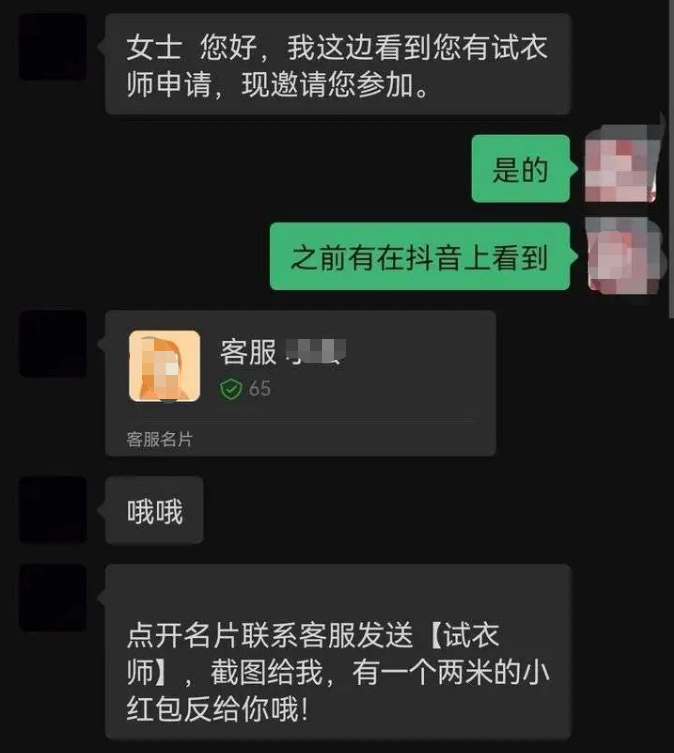 女士 您好，我这边看到您有试衣
师申请，现邀请您参加。
是的
之前有在抖音上看到
客服
65
客服名片
哦哦
点开名片联系客服发送【试衣
师】，截图给我，有一个两米的小
红包反给你哦!